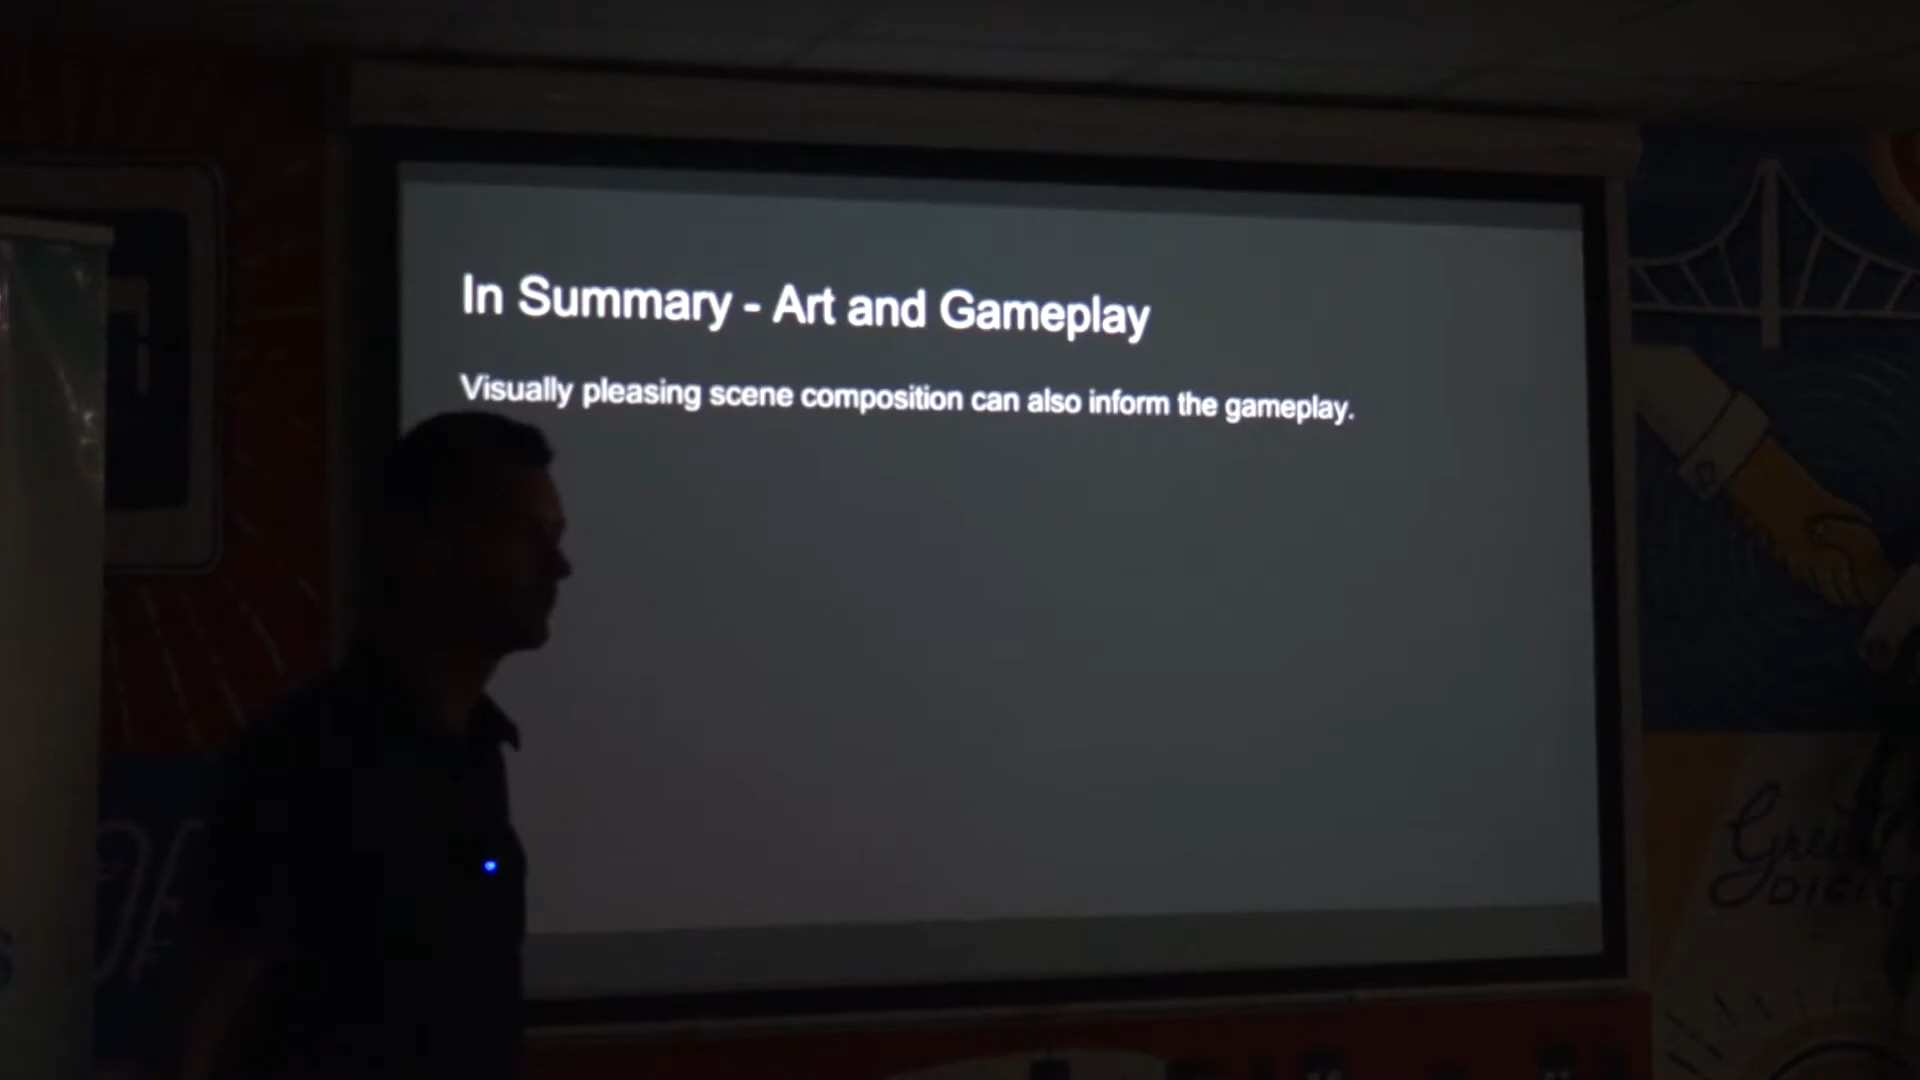 In Summary - Art and Gameplay
Visually pleasing scene composition can also inform the gameplay.